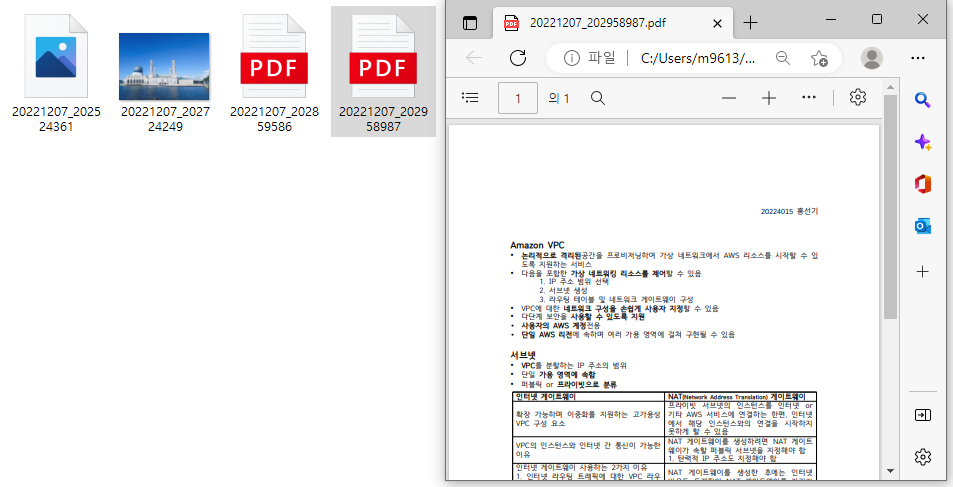 PDF
PDF
20221207_2025
24361
20221207_2027
24249
20221207_2028
59586
20221207_2029
58987
20221207_202958987.pdf
파일
C:/Users/m9613/...
1
의 1
20224015 홍선기
Amazon VPC
• 논리적으로 격리된공간을 프로비저닝하여 가상 네트워크에서 AWS 리소스를 시작할 수 있
도록 지원하는 서비스
• 다음을 포함한 가상 네트워킹 리소스를 제어할 수 있음
1. IP 주소 범위 선택
2. 서브넷 생성
3. 라우팅 테이블 및 네트워크 게이트웨이 구성
• VPC에 대한 네트워크 구성을 손쉽게 사용자 지정할 수 있음
• 다단계 보안을 사용할 수 있도록 지원
• 사용자의 AWS 계정전용
• 단일 AWS 리전에 속하며 여러 가용 영역에 걸쳐 구현될 수 있음
서브넷
• VPC를 분할하는 IP 주소의 범위
• 단일 가용 영역에 속함
• 퍼블릭 or 프라이빗으로 분류
인터넷 게이트웨이
NAT(Network Address Translation) 게이트웨이
확장 가능하며 이중화를 지원하는 고가용성
VPC 구성 요소
프라이빗 서브넷의 인스턴스를 인터넷 or
기타 AWS 서비스에 연결하는 한편, 인터넷
에서 해당 인스턴스와의 연결을 시작하지
못하게 할 수 있음
VPC의 인스턴스와 인터넷 간 통신이 가능한
이유
NAT 게이트웨이를 생성하려면 NAT 게이트
웨이가 속할 퍼블릭 서브넷을 지정해야 함
1. 탄력적 IP 주소도 지정해야 함
인터넷 게이트웨이 사용하는 2가지 이유
1. 인터넷 라우팅 트래픽에 대한 VPC 라우
NAT 게이트웨이를 생성한 후에는 인터넷